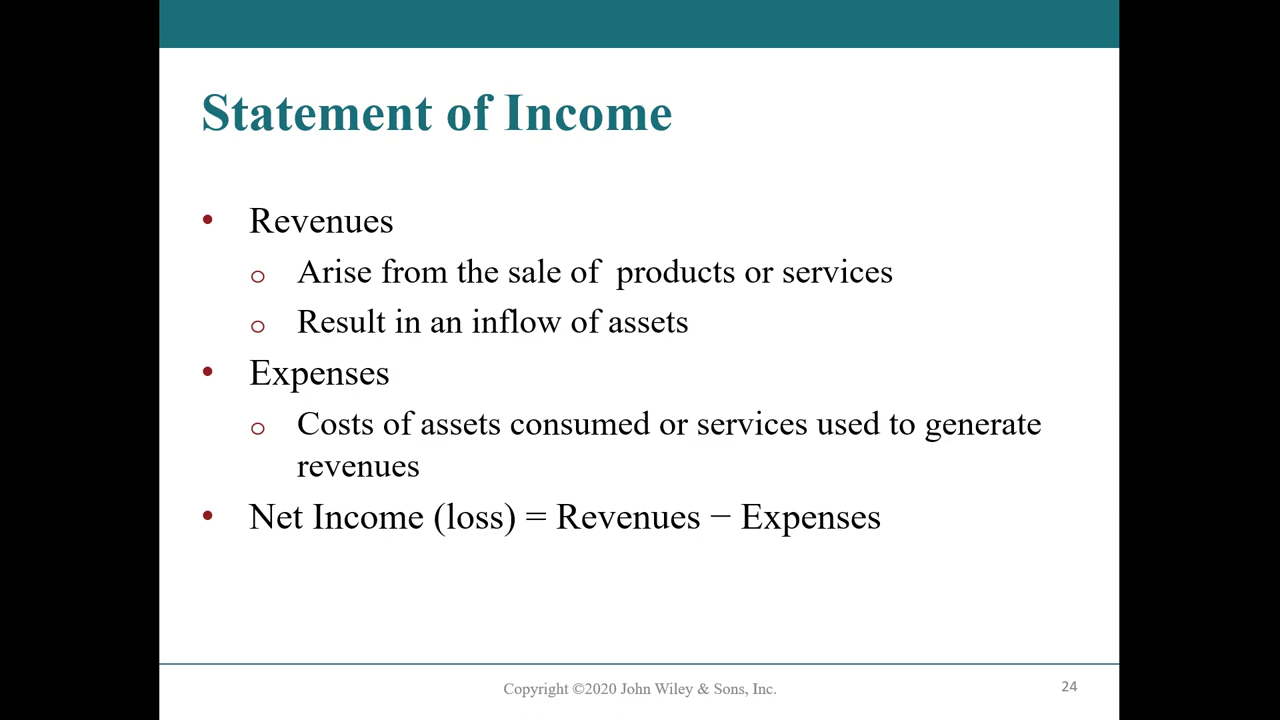 Statement of Income
• Revenues
o Arise from the sale of  products or services
o Result in an inflow of assets
• Expenses
o Costs of assets consumed or services used to generate
revenues
• Net Income (loss) = Revenues − Expenses
Copyright ©2020 John Wiley & Sons, Inc.
24